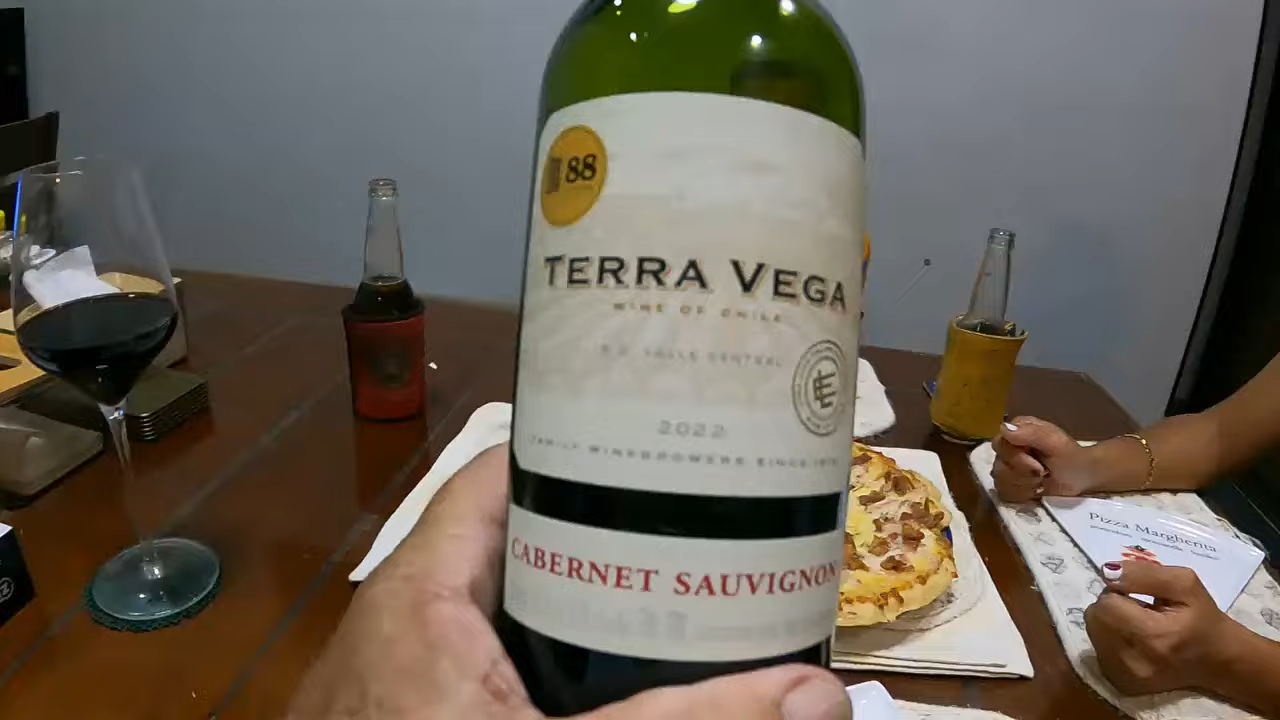 88
TERRA VEGA
WINE OF CHILE
D.O. VALLE CENTRAL
2022
FAMILY WINEGROWERS SINCE
CABERNET SAUVIGNON
Pizza Margherita